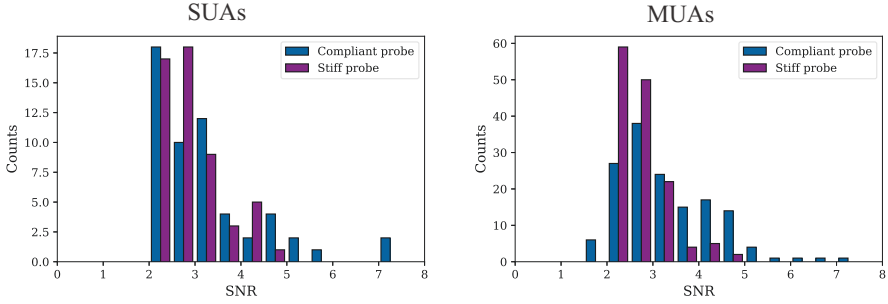 SUAs
MUAs
Compliant probe
Stiff probe
17.5
15.0
12.5
10.0
7.5
5.0
2.5
0.0
Counts
0 1 2 3 4 5 6 7 8
SNR
Compliant probe
Stiff probe
60
50
40
30
20
10
0
Counts
0 1 2 3 4 5 6 7 8
SNR